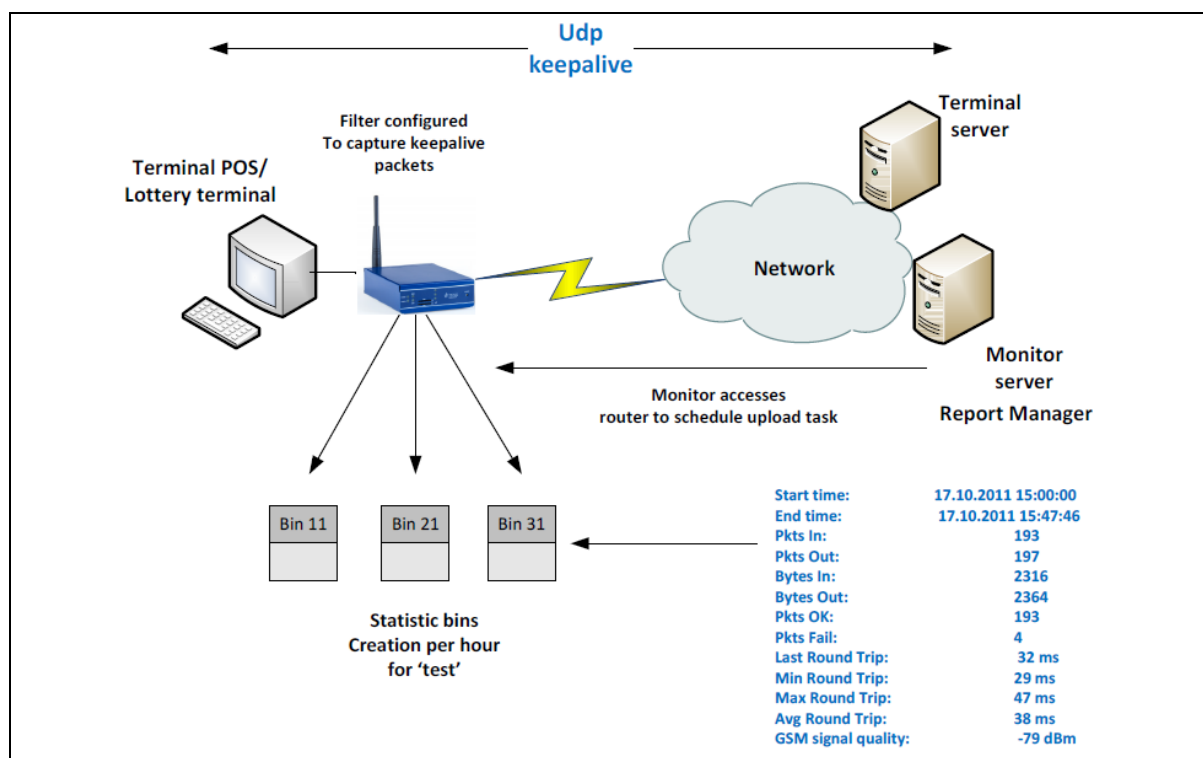 Udp
keepalive
Terminal
server
Filter configured
To capture keepalive
packets
Terminal POS/
Lottery terminal
Network
Monitor
server
Report Manager
Monitor accesses
router to schedule upload task
Bin 11
Bin 21
Bin 31
Statistic bins
Creation per hour
for ‘test’
Start time: 17.10.2011 15:00:00
End time: 17.10.2011 15:47:46
Pkts In: 193
Pkts Out: 197
Bytes In: 2316
Bytes Out: 2364
Pkts OK: 193
Pkts Fail: 4
Last Round Trip: 32 ms
Min Round Trip: 29 ms
Max Round Trip: 47 ms
Avg Round Trip: 38 ms
GSM signal quality: -79 dBm